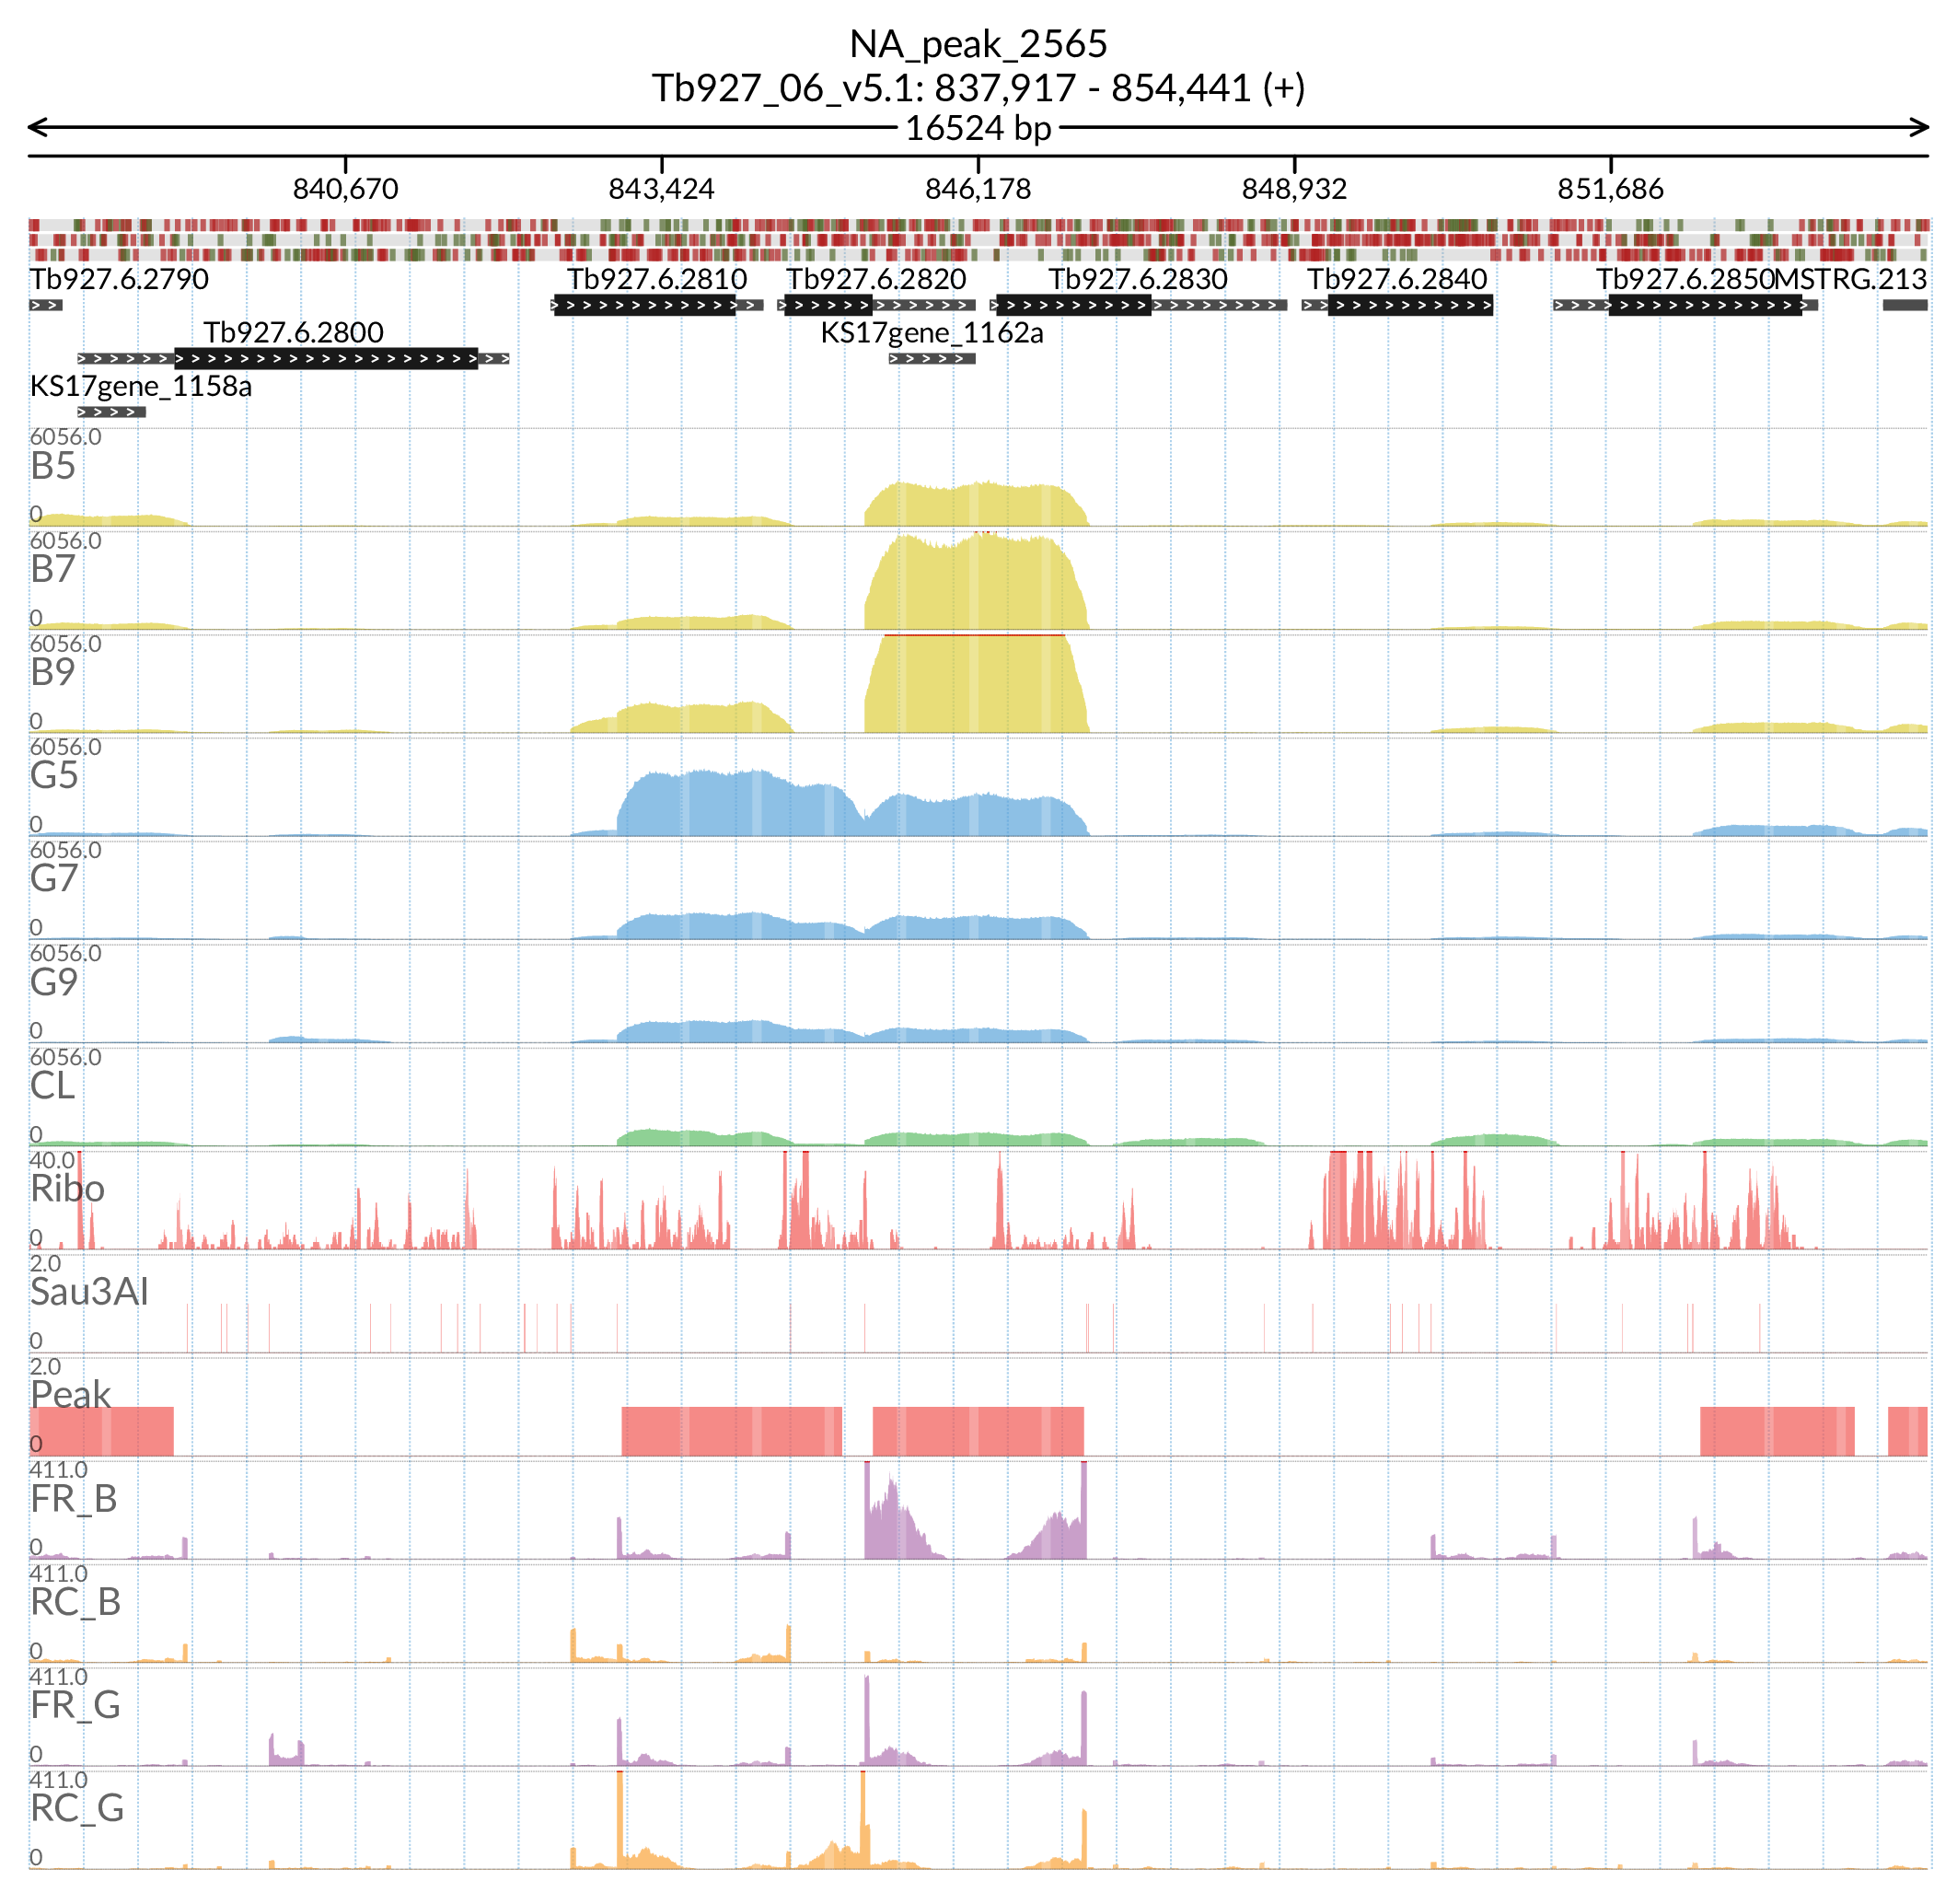 NA_peak_2565
Tb927_06_v5.1: 837,917 - 854,441 (+)
16524 bp
840,670 843,424 846,178 848,932 851,686
Tb927.6.2790 Tb927.6.2810 Tb927.6.2820 Tb927.6.2830 Tb927.6.2840 Tb927.6.2850 MSTRG.213
Tb927.6.2800 KS17gene_1162a
KS17gene_1158a
6056.0
B5
0
6056.0
B7
0
6056.0
B9
0
6056.0
G5
0
6056.0
G7
0
6056.0
G9
0
6056.0
CL
0
40.0
Ribo
0
2.0
Sau3AI
0
2.0
Peak
0
411.0
FR_B
0
411.0
RC_B
0
411.0
FR_G
0
411.0
RC_G
0